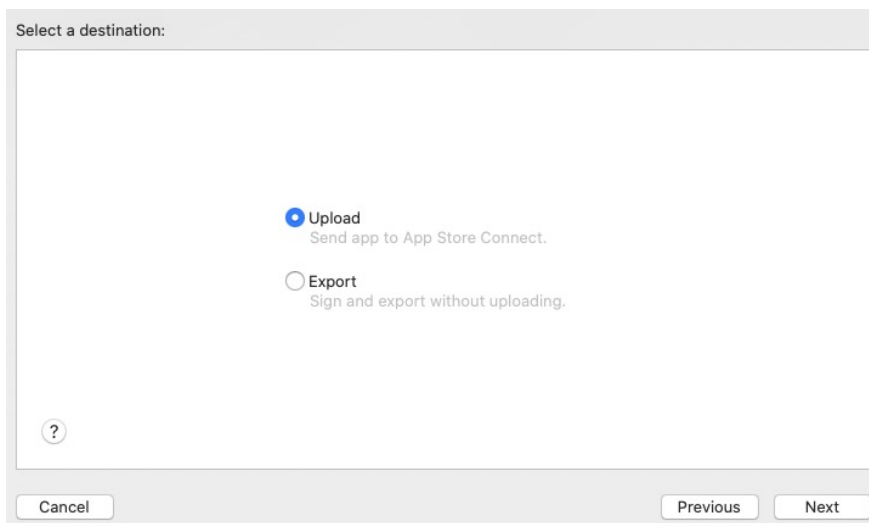 Select a destination:
Upload
Send app to App Store Connect.
Export
Sign and export without uploading.
?
Cancel Previous Next